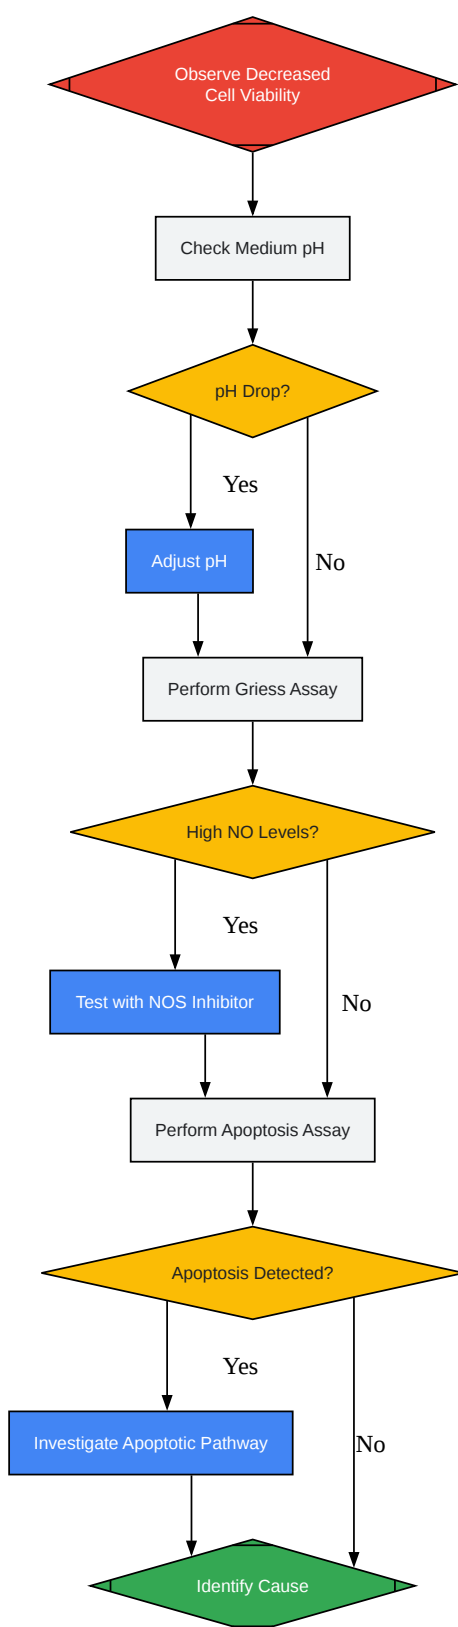 Observe Decreased
Cell Viability
Check Medium pH
pH Drop?
Yes
Adjust pH
No
Perform Griess Assay
High NO Levels?
Yes
Test with NOS Inhibitor
No
Perform Apoptosis Assay
Apoptosis Detected?
Yes
Investigate Apoptotic Pathway
No
Identify Cause